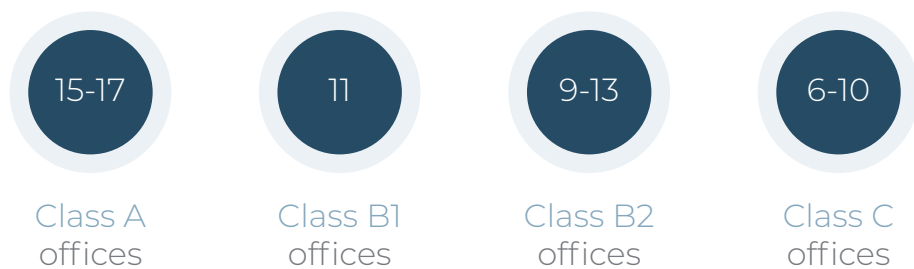 15-17
11
9-13
6-10
Class A
offices
Class B1
offices
Class B2
offices
Class C
offices